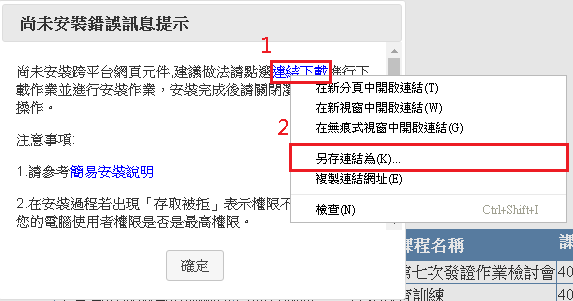 尚未安裝錯誤訊息提示
1
尚未安裝跨平台網頁元件,建議做法請點選連結下載進行下
載作業並進行安裝作業，安裝完成後請關閉
操作。
2
注意事項:
1.請參考簡易安裝說明
2.在安裝過程若出現「存取被拒」表示權限不
您的電腦使用者權限是否是最高權限。
確定
在新分頁中開啟連結(T)
在新視窗中開啟連結(W)
在無痕式視窗中開啟連結(G)
另存連結為(K)...
複製連結網址(E)
檢查(N) Ctrl+Shift+I
課程名稱 課
第七次發證作業檢討會 40
育訓練 40